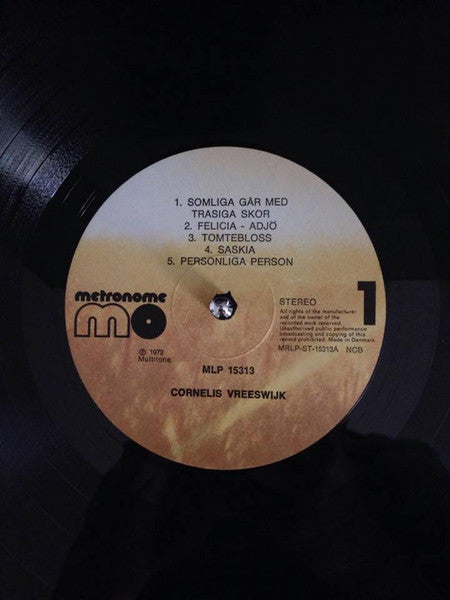 1. SOMLIGA GÅR MED
TRASIGA SKOR
2. FELICIA - ADJÖ
3. TOMTEBLOSS
4. SASKIA
5. PERSONLIGA PERSON
metronome
mo
℗ 1972
Multitone
STEREO
1
All rights of the manufacturer
and of the owner of the
recorded work reserved.
Unauthorised public performance
broadcasting and copying of this
record prohibited. Made in Denmark
MRLP-ST-15313A NCB
MLP 15313
CORNELIS VREESWIJK